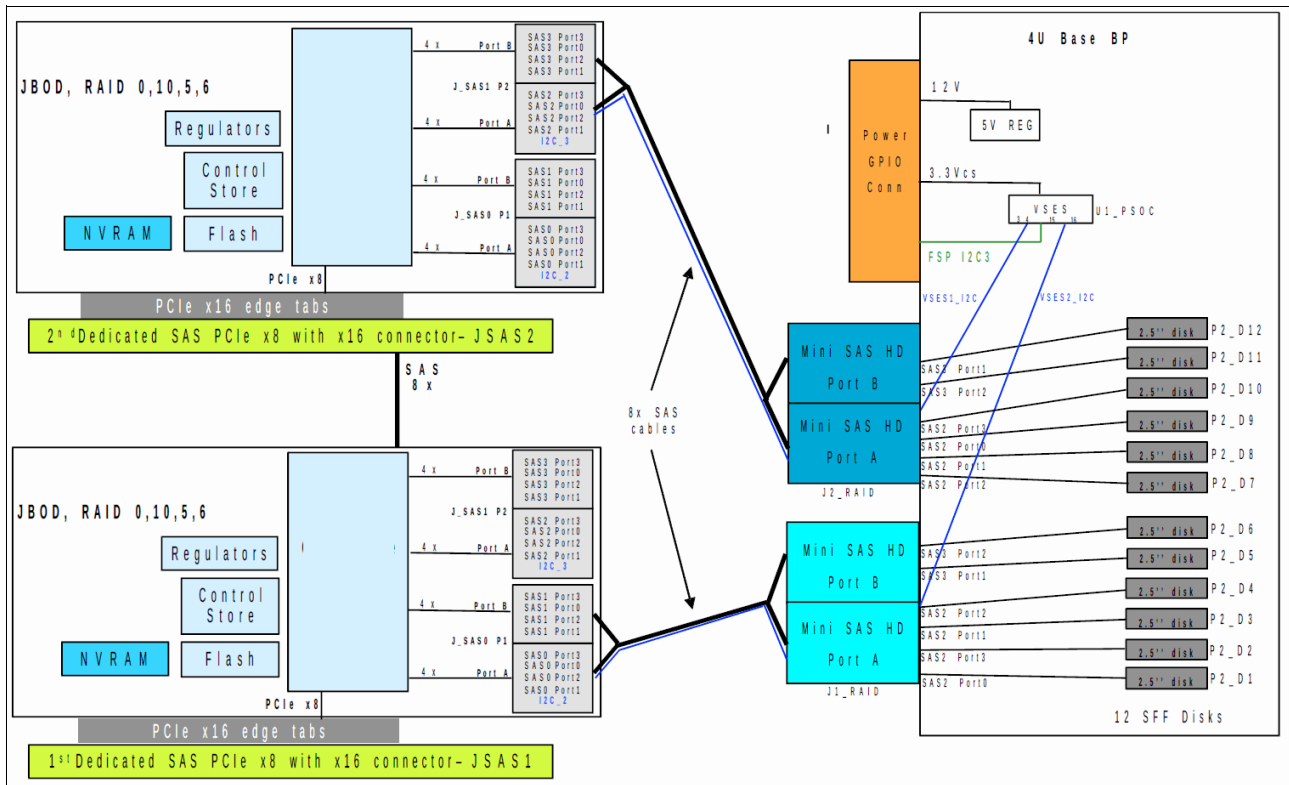 JBOD, RAID 0,10,5,6
Regulators
Control
Store
NVRAM
Flash
PCIe x8
4 x Port B
4 x Port A
4 x Port B
4 x Port A
J_SAS1 P2
J_SAS0 P1
SAS3 Port3
SAS3 Port0
SAS3 Port2
SAS3 Port1
SAS2 Port3
SAS2 Port0
SAS2 Port2
SAS2 Port1
I2C_3
SAS1 Port3
SAS1 Port0
SAS1 Port2
SAS1 Port1
SAS0 Port3
SAS0 Port0
SAS0 Port2
SAS0 Port1
I2C_2
PCIe x16 edge tabs
2nd Dedicated SAS PCIe x8 with x16 connector– JSAS2
SAS
8 x
JBOD, RAID 0,10,5,6
Regulators
Control
Store
NVRAM
Flash
PCIe x8
4 x Port B
4 x Port A
4 x Port B
4 x Port A
J_SAS1 P2
J_SAS0 P1
SAS3 Port3
SAS3 Port0
SAS3 Port2
SAS3 Port1
SAS2 Port3
SAS2 Port0
SAS2 Port2
SAS2 Port1
I2C_3
SAS1 Port3
SAS1 Port0
SAS1 Port2
SAS1 Port1
SAS0 Port3
SAS0 Port0
SAS0 Port2
SAS0 Port1
I2C_2
PCIe x16 edge tabs
1st Dedicated SAS PCIe x8 with x16 connector– JSAS1
8x SAS
cables
4U Base BP
Power
GPIO
Conn
12V
5V REG
3.3Vcs
VSES
3 4 15 16
U1_PSOC
FSP I2C3
VSES1_I2C
VSES2_I2C
Mini SAS HD
Port B
Mini SAS HD
Port A
J2_RAID
SAS3 Port1
SAS3 Port2
SAS2 Port3
SAS2 Port0
SAS2 Port1
SAS2 Port2
2.5'' disk P2_D12
2.5'' disk P2_D11
2.5'' disk P2_D10
2.5'' disk P2_D9
2.5'' disk P2_D8
2.5'' disk P2_D7
Mini SAS HD
Port B
Mini SAS HD
Port A
J1_RAID
SAS3 Port2
SAS3 Port1
SAS2 Port2
SAS2 Port1
SAS2 Port3
SAS2 Port0
2.5'' disk P2_D6
2.5'' disk P2_D5
2.5'' disk P2_D4
2.5'' disk P2_D3
2.5'' disk P2_D2
2.5'' disk P2_D1
12 SFF Disks